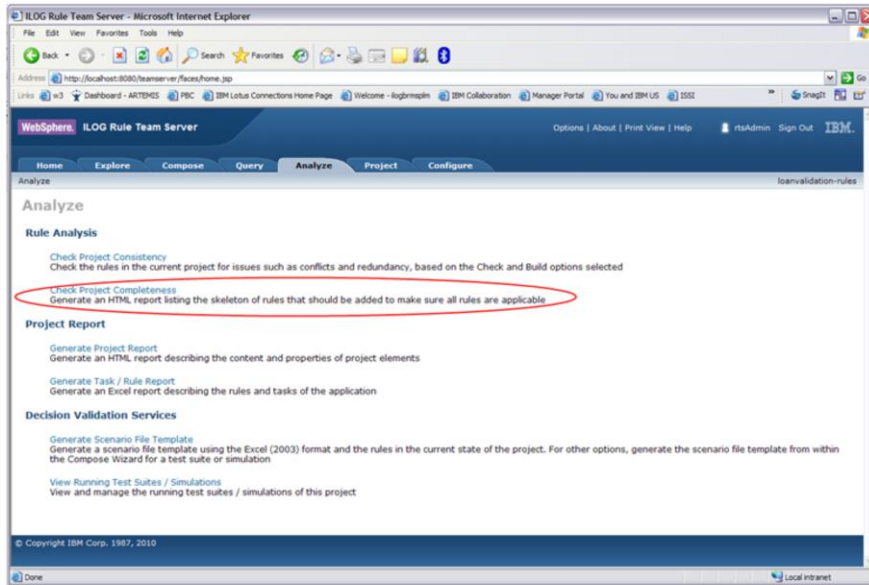 ILOG Rule Team Server - Microsoft Internet Explorer
File Edit View Favorites Tools Help
Back Search Favorites
Address http://localhost:8080/teamserver/faces/home.jsp Go
Links w3 Dashboard - ARTEMIS PBC IBM Lotus Connections Home Page Welcome - ilogbrmsplm IBM Collaboration Manager Portal You and IBM US ISSI » SnagIt
WebSphere. ILOG Rule Team Server Options | About | Print View | Help rtsAdmin Sign Out IBM.
Home Explore Compose Query Analyze Project Configure
Analyze loanvalidation-rules
Analyze
Rule Analysis
Check Project Consistency
Check the rules in the current project for issues such as conflicts and redundancy, based on the Check and Build options selected
Check Project Completeness
Generate an HTML report listing the skeleton of rules that should be added to make sure all rules are applicable
Project Report
Generate Project Report
Generate an HTML report describing the content and properties of project elements
Generate Task / Rule Report
Generate an Excel report describing the rules and tasks of the application
Decision Validation Services
Generate Scenario File Template
Generate a scenario file template using the Excel (2003) format and the rules in the current state of the project. For other options, generate the scenario file template from within
the Compose Wizard for a test suite or simulation
View Running Test Suites / Simulations
View and manage the running test suites / simulations of this project
© Copyright IBM Corp. 1987, 2010
Done Local intranet